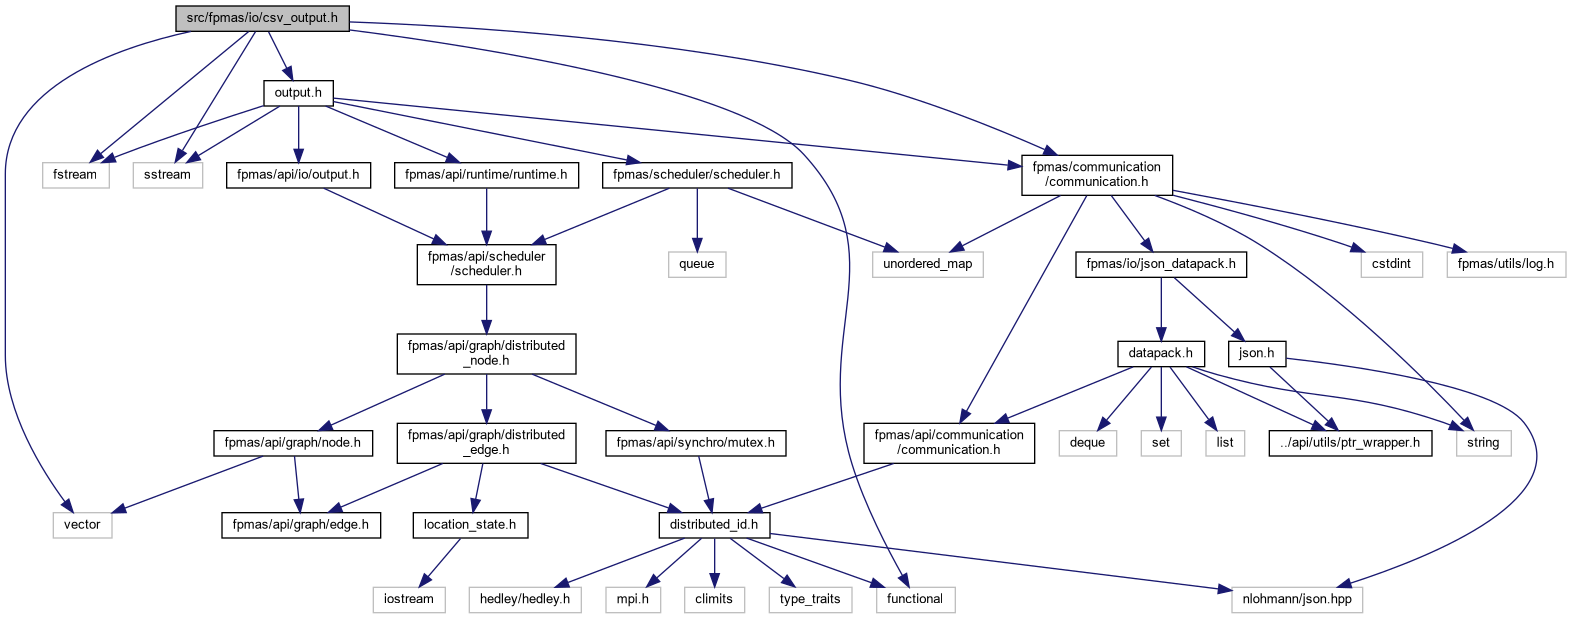 src/fpmas/io/csv_output.h
output.h
fstream
sstream
fpmas/api/io/output.h
fpmas/api/runtime/runtime.h
fpmas/scheduler/scheduler.h
fpmas/communication
/communication.h
fpmas/api/scheduler
/scheduler.h
queue
unordered_map
fpmas/io/json_datapack.h
cstdint
fpmas/utils/log.h
fpmas/api/graph/distributed
_node.h
datapack.h
json.h
fpmas/api/graph/node.h
fpmas/api/graph/distributed
_edge.h
fpmas/api/synchro/mutex.h
fpmas/api/communication
/communication.h
deque
set
list
../api/utils/ptr_wrapper.h
string
vector
fpmas/api/graph/edge.h
location_state.h
distributed_id.h
iostream
hedley/hedley.h
mpi.h
climits
type_traits
functional
nlohmann/json.hpp